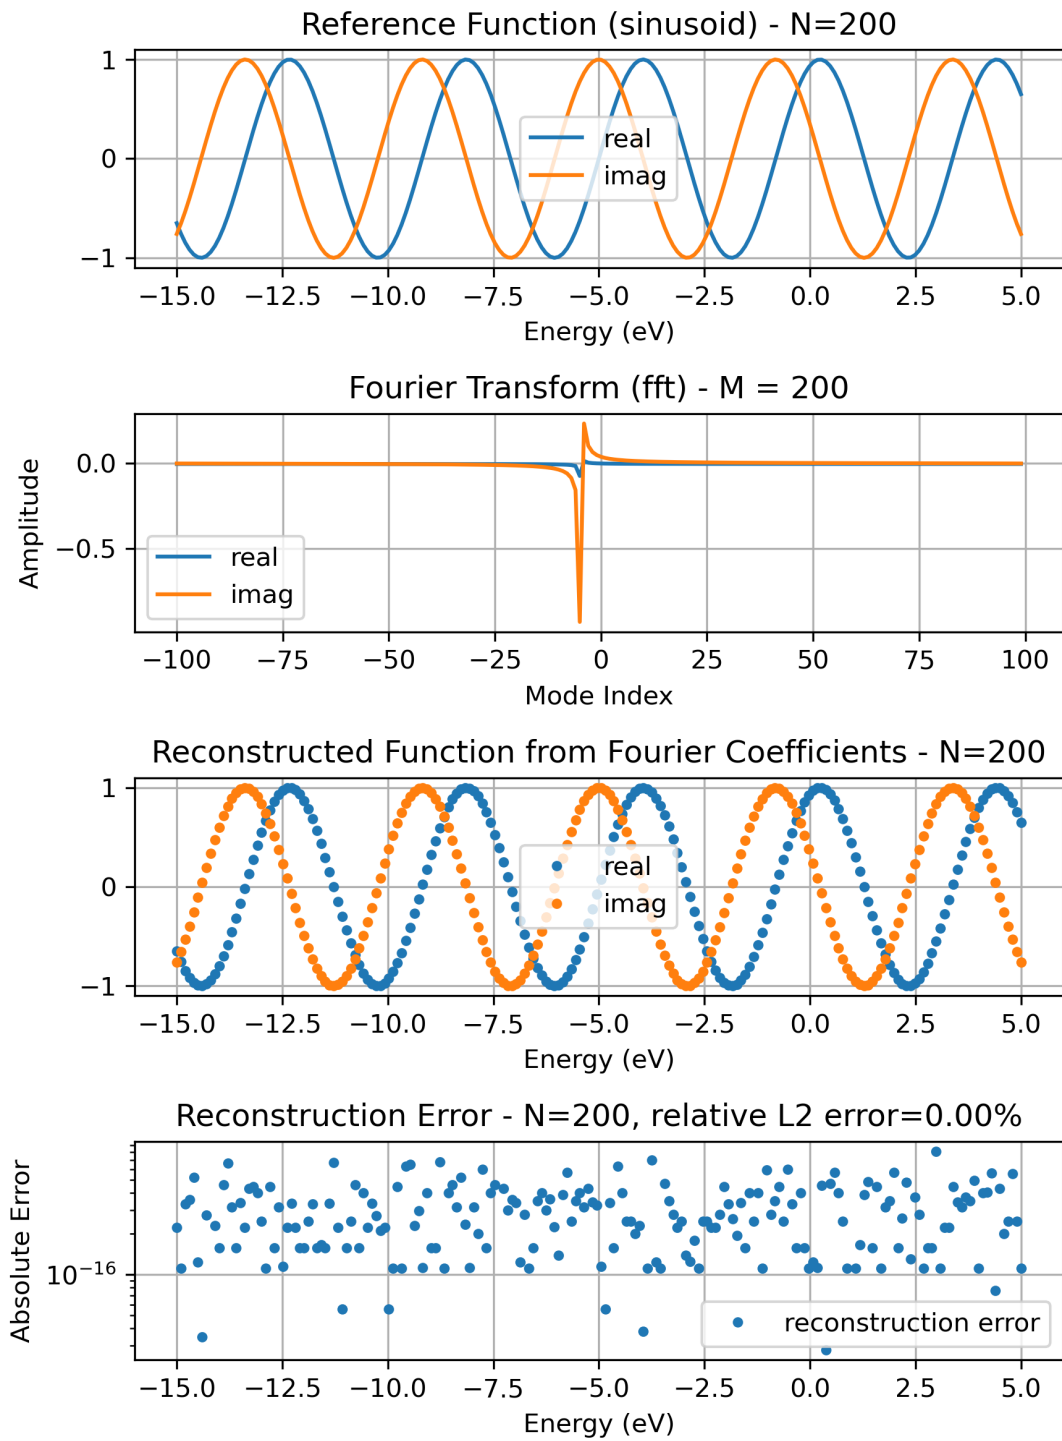 Reference Function (sinusoid) - N=200
1
0
−1
real
imag
−15.0 −12.5 −10.0 −7.5 −5.0 −2.5 0.0 2.5 5.0
Energy (eV)
Fourier Transform (fft) - M = 200
Amplitude
0.0
−0.5
real
imag
−100 −75 −50 −25 0 25 50 75 100
Mode Index
Reconstructed Function from Fourier Coefficients - N=200
1
0
−1
real
imag
−15.0 −12.5 −10.0 −7.5 −5.0 −2.5 0.0 2.5 5.0
Energy (eV)
Reconstruction Error - N=200, relative L2 error=0.00%
Absolute Error
10⁻¹⁶
reconstruction error
−15.0 −12.5 −10.0 −7.5 −5.0 −2.5 0.0 2.5 5.0
Energy (eV)